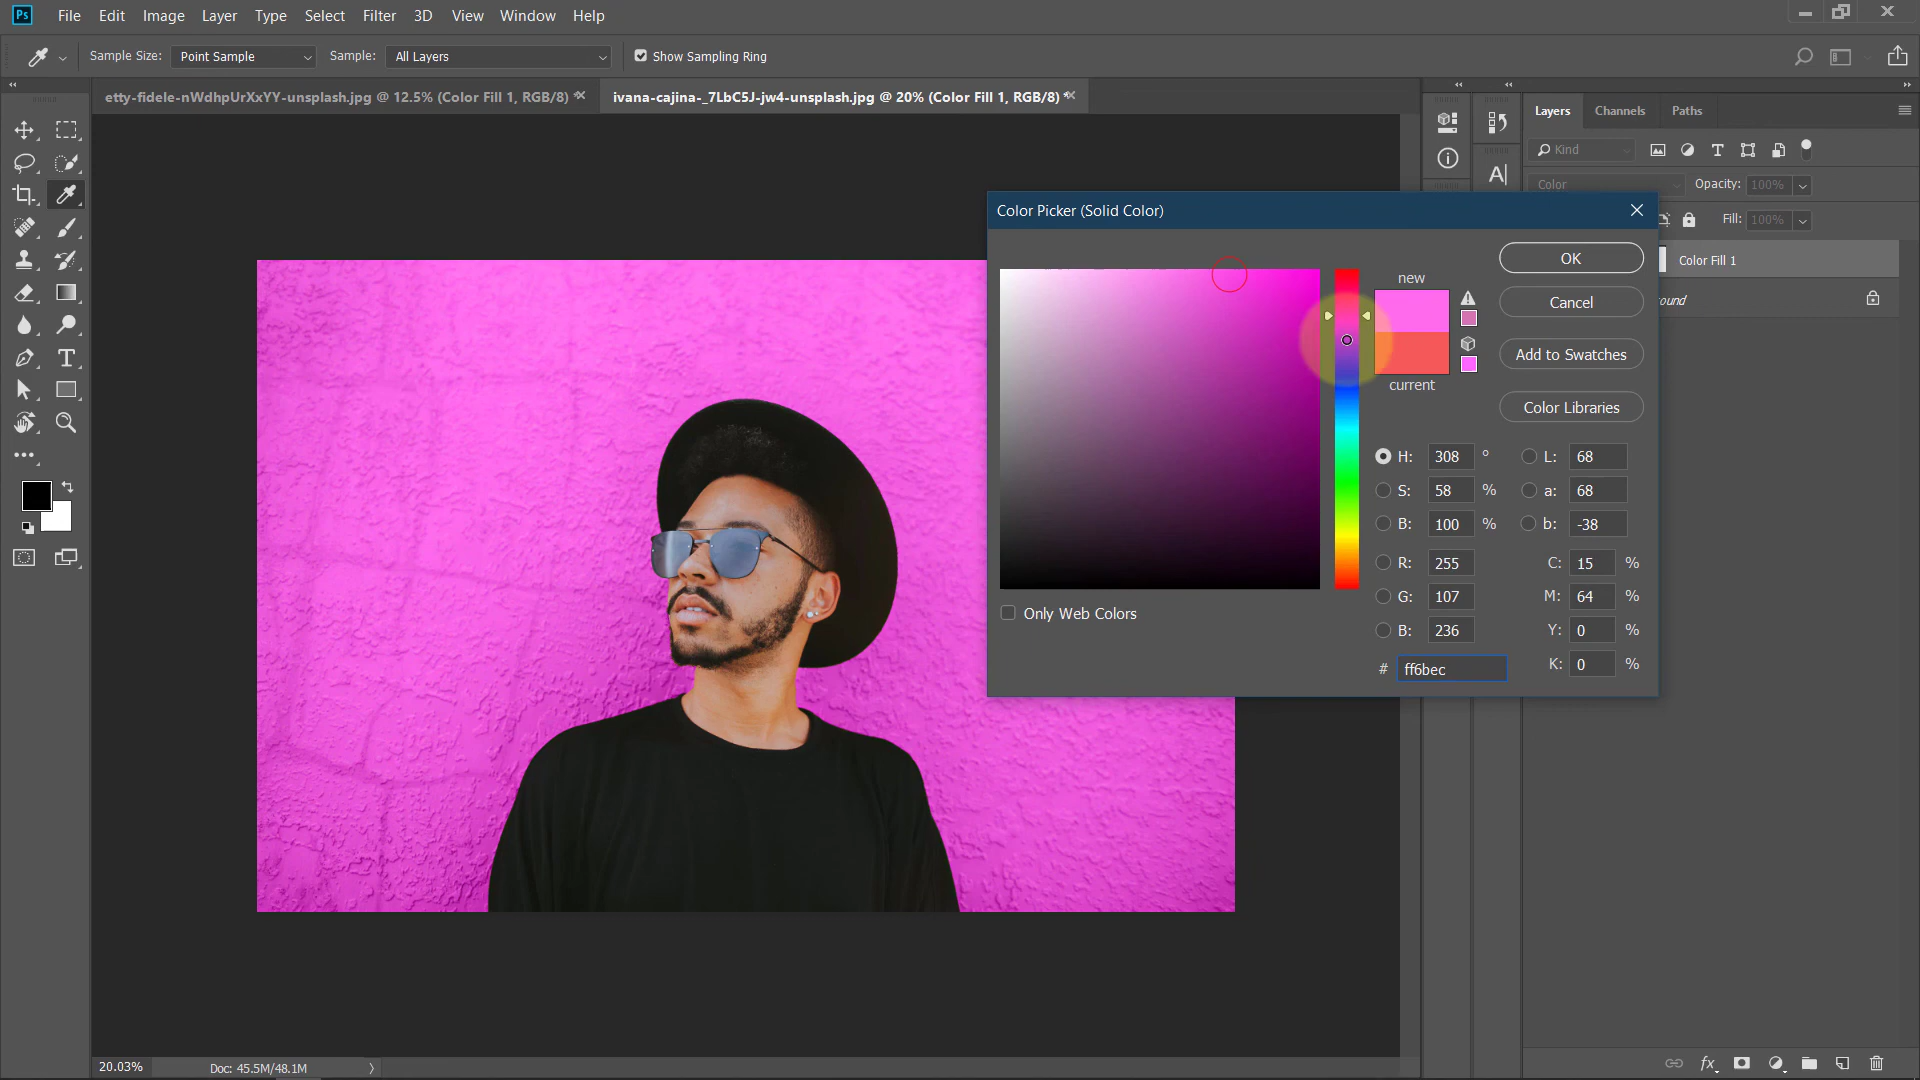 Ps File Edit Image Layer Type Select Filter 3D View Window Help
Sample Size: Point Sample Sample: All Layers Show Sampling Ring
etty-fidele-nWdhpUrXxYY-unsplash.jpg @ 12.5% (Color Fill 1, RGB/8) * ivana-cajina-_7LbC5J-jw4-unsplash.jpg @ 20% (Color Fill 1, RGB/8) *
Layers Channels Paths
Kind
Color Opacity: 100%
Fill: 100%
Color Fill 1
ound
Color Picker (Solid Color)
OK
new
Cancel
Add to Swatches
current
Color Libraries
H: 308 ° L: 68
S: 58 % a: 68
B: 100 % b: -38
R: 255 C: 15 %
G: 107 M: 64 %
B: 236 Y: 0 %
Only Web Colors
# ff6bec K: 0 %
20.03% Doc: 45.5M/48.1M
fx